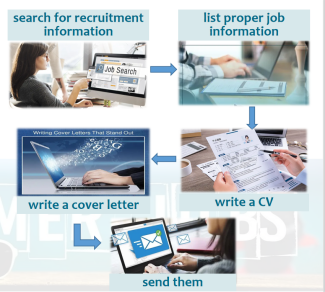 search for recruitment
information
Job Search
list proper job
information
write a CV
Writing Cover Letters That Stand Out
write a cover letter
send them